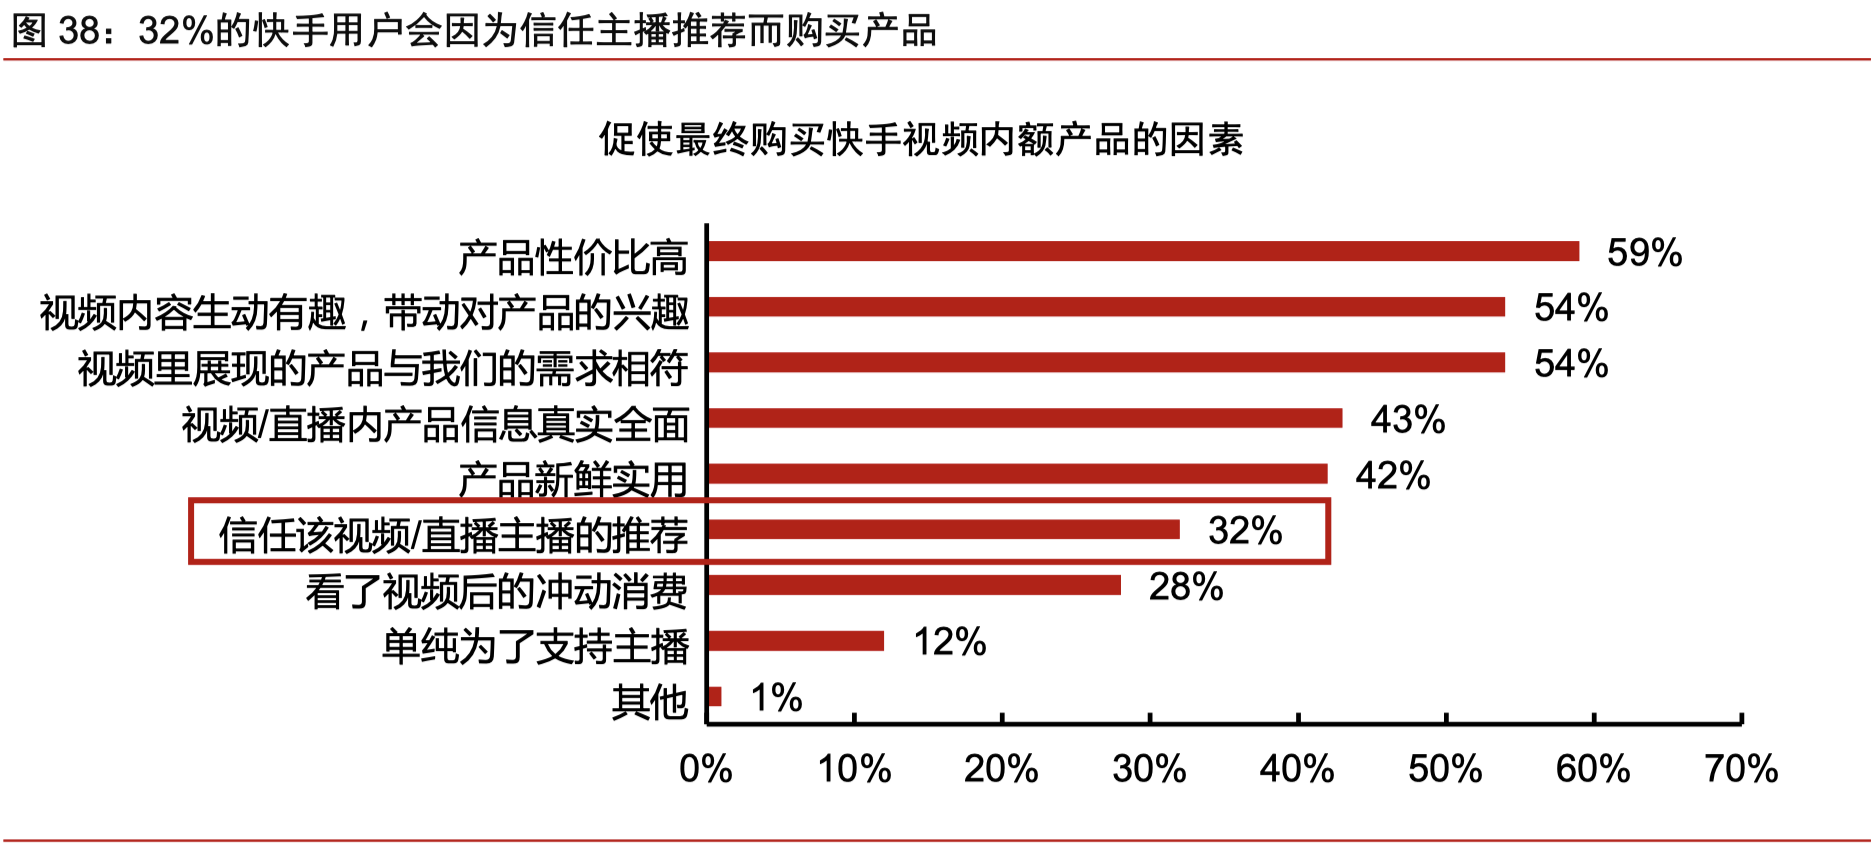 图 38：32%的快手用户会因为信任主播推荐而购买产品
促使最终购买快手视频内额产品的因素
产品性价比高 59%
视频内容生动有趣，带动对产品的兴趣 54%
视频里展现的产品与我们的需求相符 54%
视频/直播内产品信息真实全面 43%
产品新鲜实用 42%
信任该视频/直播主播的推荐 32%
看了视频后的冲动消费 28%
单纯为了支持主播 12%
其他 1%
0% 10% 20% 30% 40% 50% 60% 70%